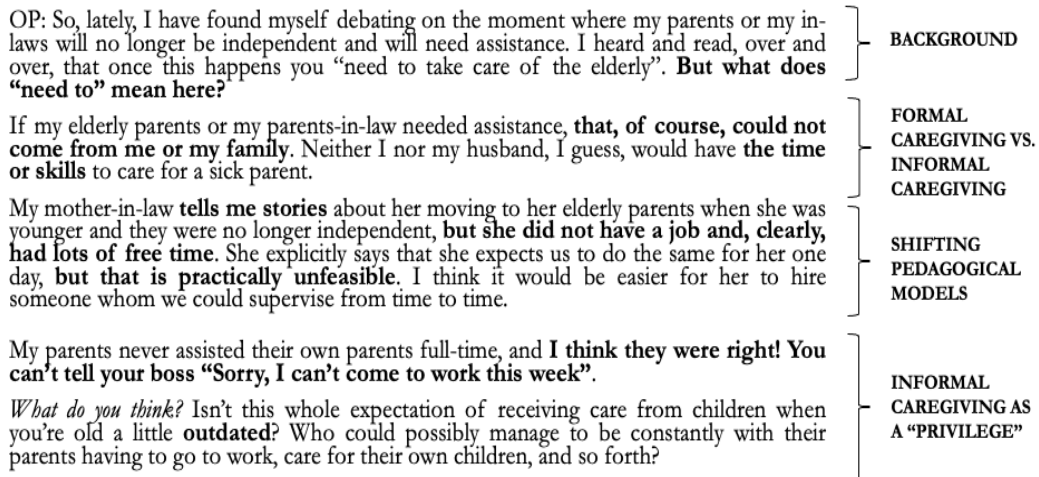 OP: So, lately, I have found myself debating on the moment where my parents or my in-
laws will no longer be independent and will need assistance. I heard and read, over and
over, that once this happens you “need to take care of the elderly”. But what does
“need to” mean here?
BACKGROUND
If my elderly parents or my parents-in-law needed assistance, that, of course, could not
come from me or my family. Neither I nor my husband, I guess, would have the time
or skills to care for a sick parent.
FORMAL
CAREGIVING VS.
INFORMAL
CAREGIVING
My mother-in-law tells me stories about her moving to her elderly parents when she was
younger and they were no longer independent, but she did not have a job and, clearly,
had lots of free time. She explicitly says that she expects us to do the same for her one
day, but that is practically unfeasible. I think it would be easier for her to hire
someone whom we could supervise from time to time.
SHIFTING
PEDAGOGICAL
MODELS
My parents never assisted their own parents full-time, and I think they were right! You
can’t tell your boss “Sorry, I can’t come to work this week”.
What do you think? Isn’t this whole expectation of receiving care from children when
you’re old a little outdated? Who could possibly manage to be constantly with their
parents having to go to work, care for their own children, and so forth?
INFORMAL
CAREGIVING AS
A “PRIVILEGE”